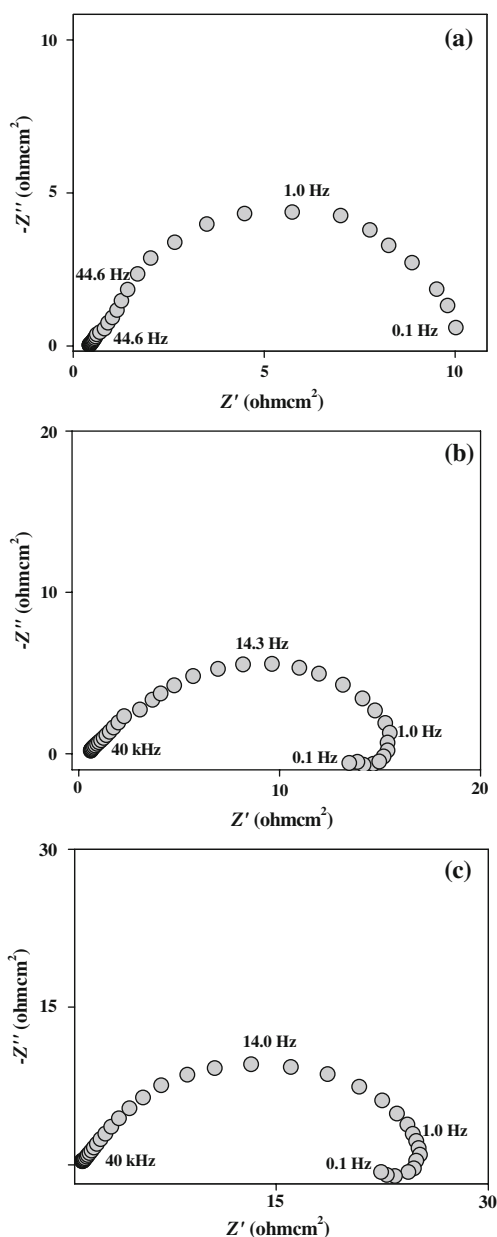 (a)
10
5
0
-Z" (ohmcm²)
1.0 Hz
44.6 Hz
44.6 Hz
0.1 Hz
0
5
10
Z' (ohmcm²)
(b)
20
10
0
-Z" (ohmcm²)
14.3 Hz
40 kHz
0.1 Hz
1.0 Hz
0
10
20
Z' (ohmcm²)
(c)
30
15
-Z" (ohmcm²)
14.0 Hz
40 kHz
0.1 Hz
1.0 Hz
15
30
Z' (ohmcm²)